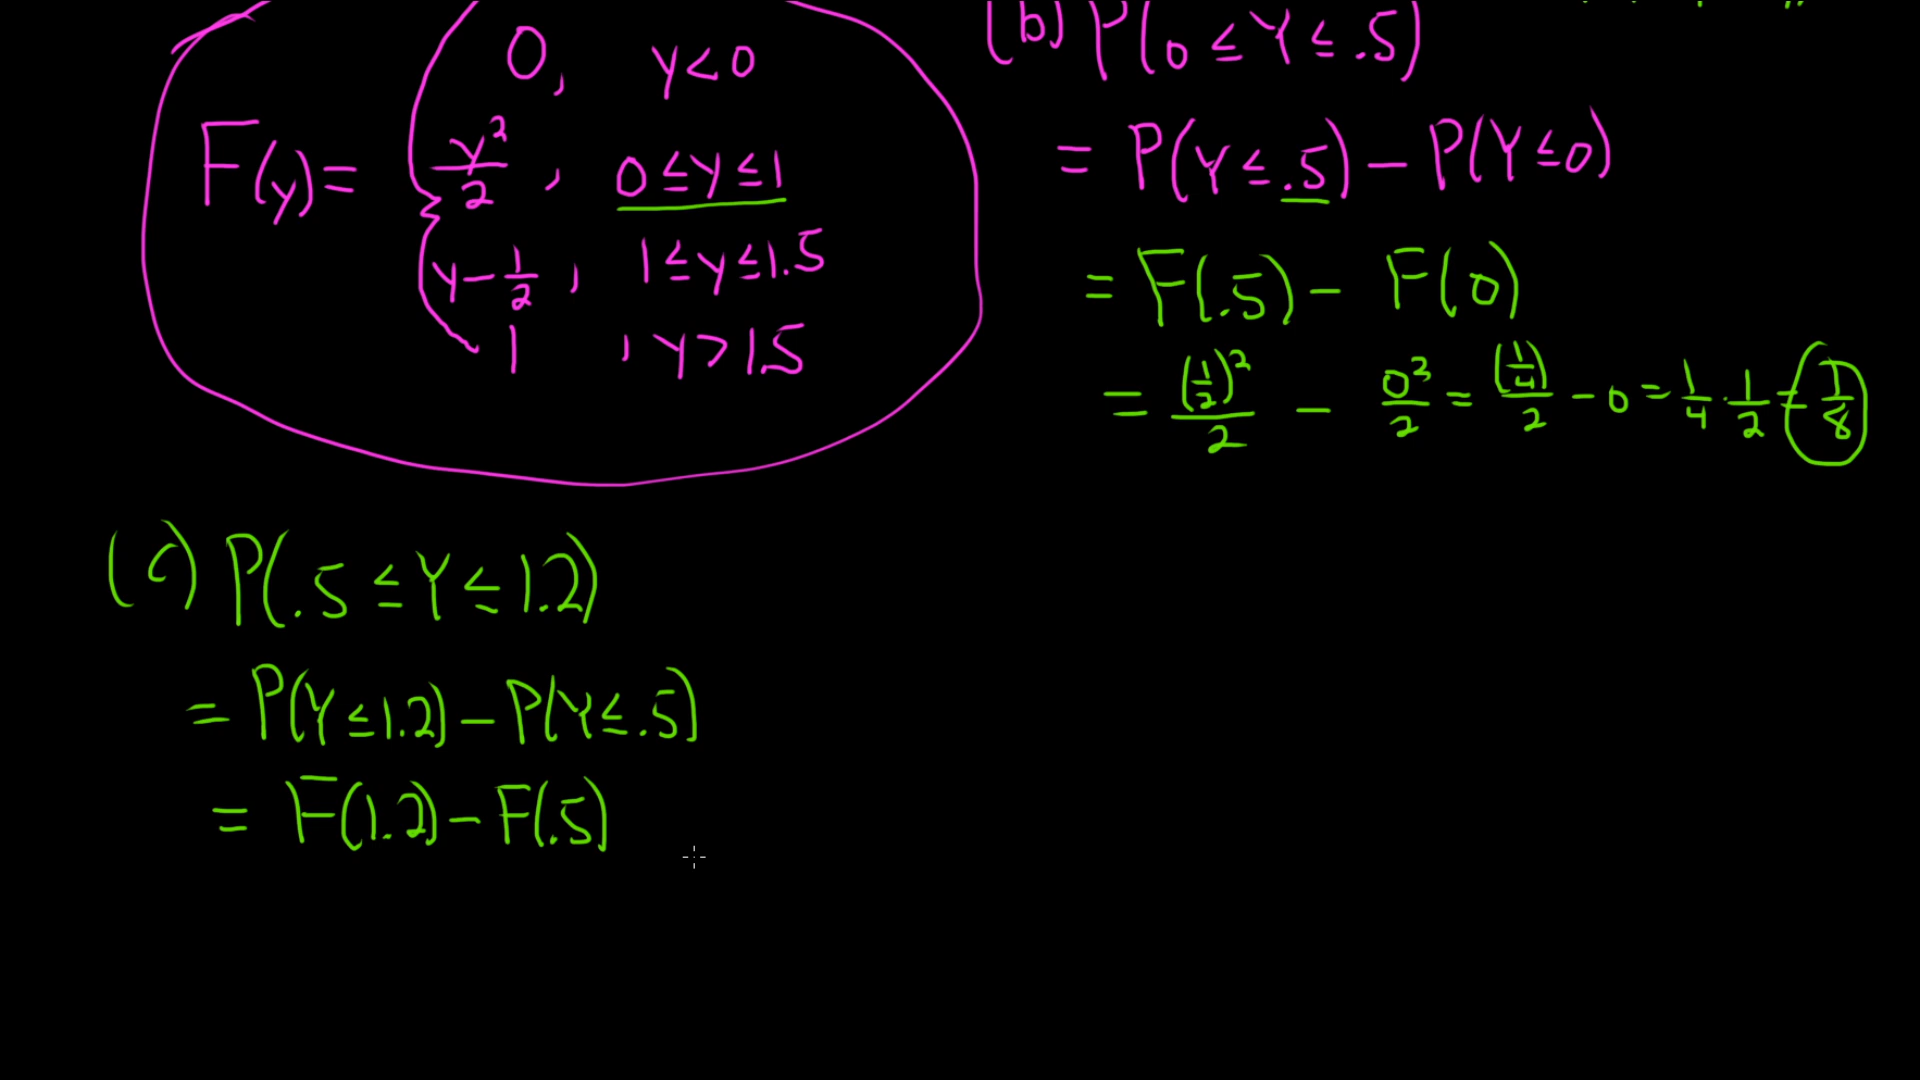 F(y) = { 0, y < 0
y²/2, 0 ≤ y ≤ 1
y - 1/2, 1 ≤ y ≤ 1.5
1, y > 1.5
(b) P(0 ≤ Y ≤ .5)
= P(Y ≤ .5) - P(Y ≤ 0)
= F(.5) - F(0)
= (1/2)²/2 - 0²/2 = (1/4)/2 - 0 = 1/4 · 1/2 = 1/8
(c) P(.5 ≤ Y ≤ 1.2)
= P(Y ≤ 1.2) - P(Y ≤ .5)
= F(1.2) - F(.5)